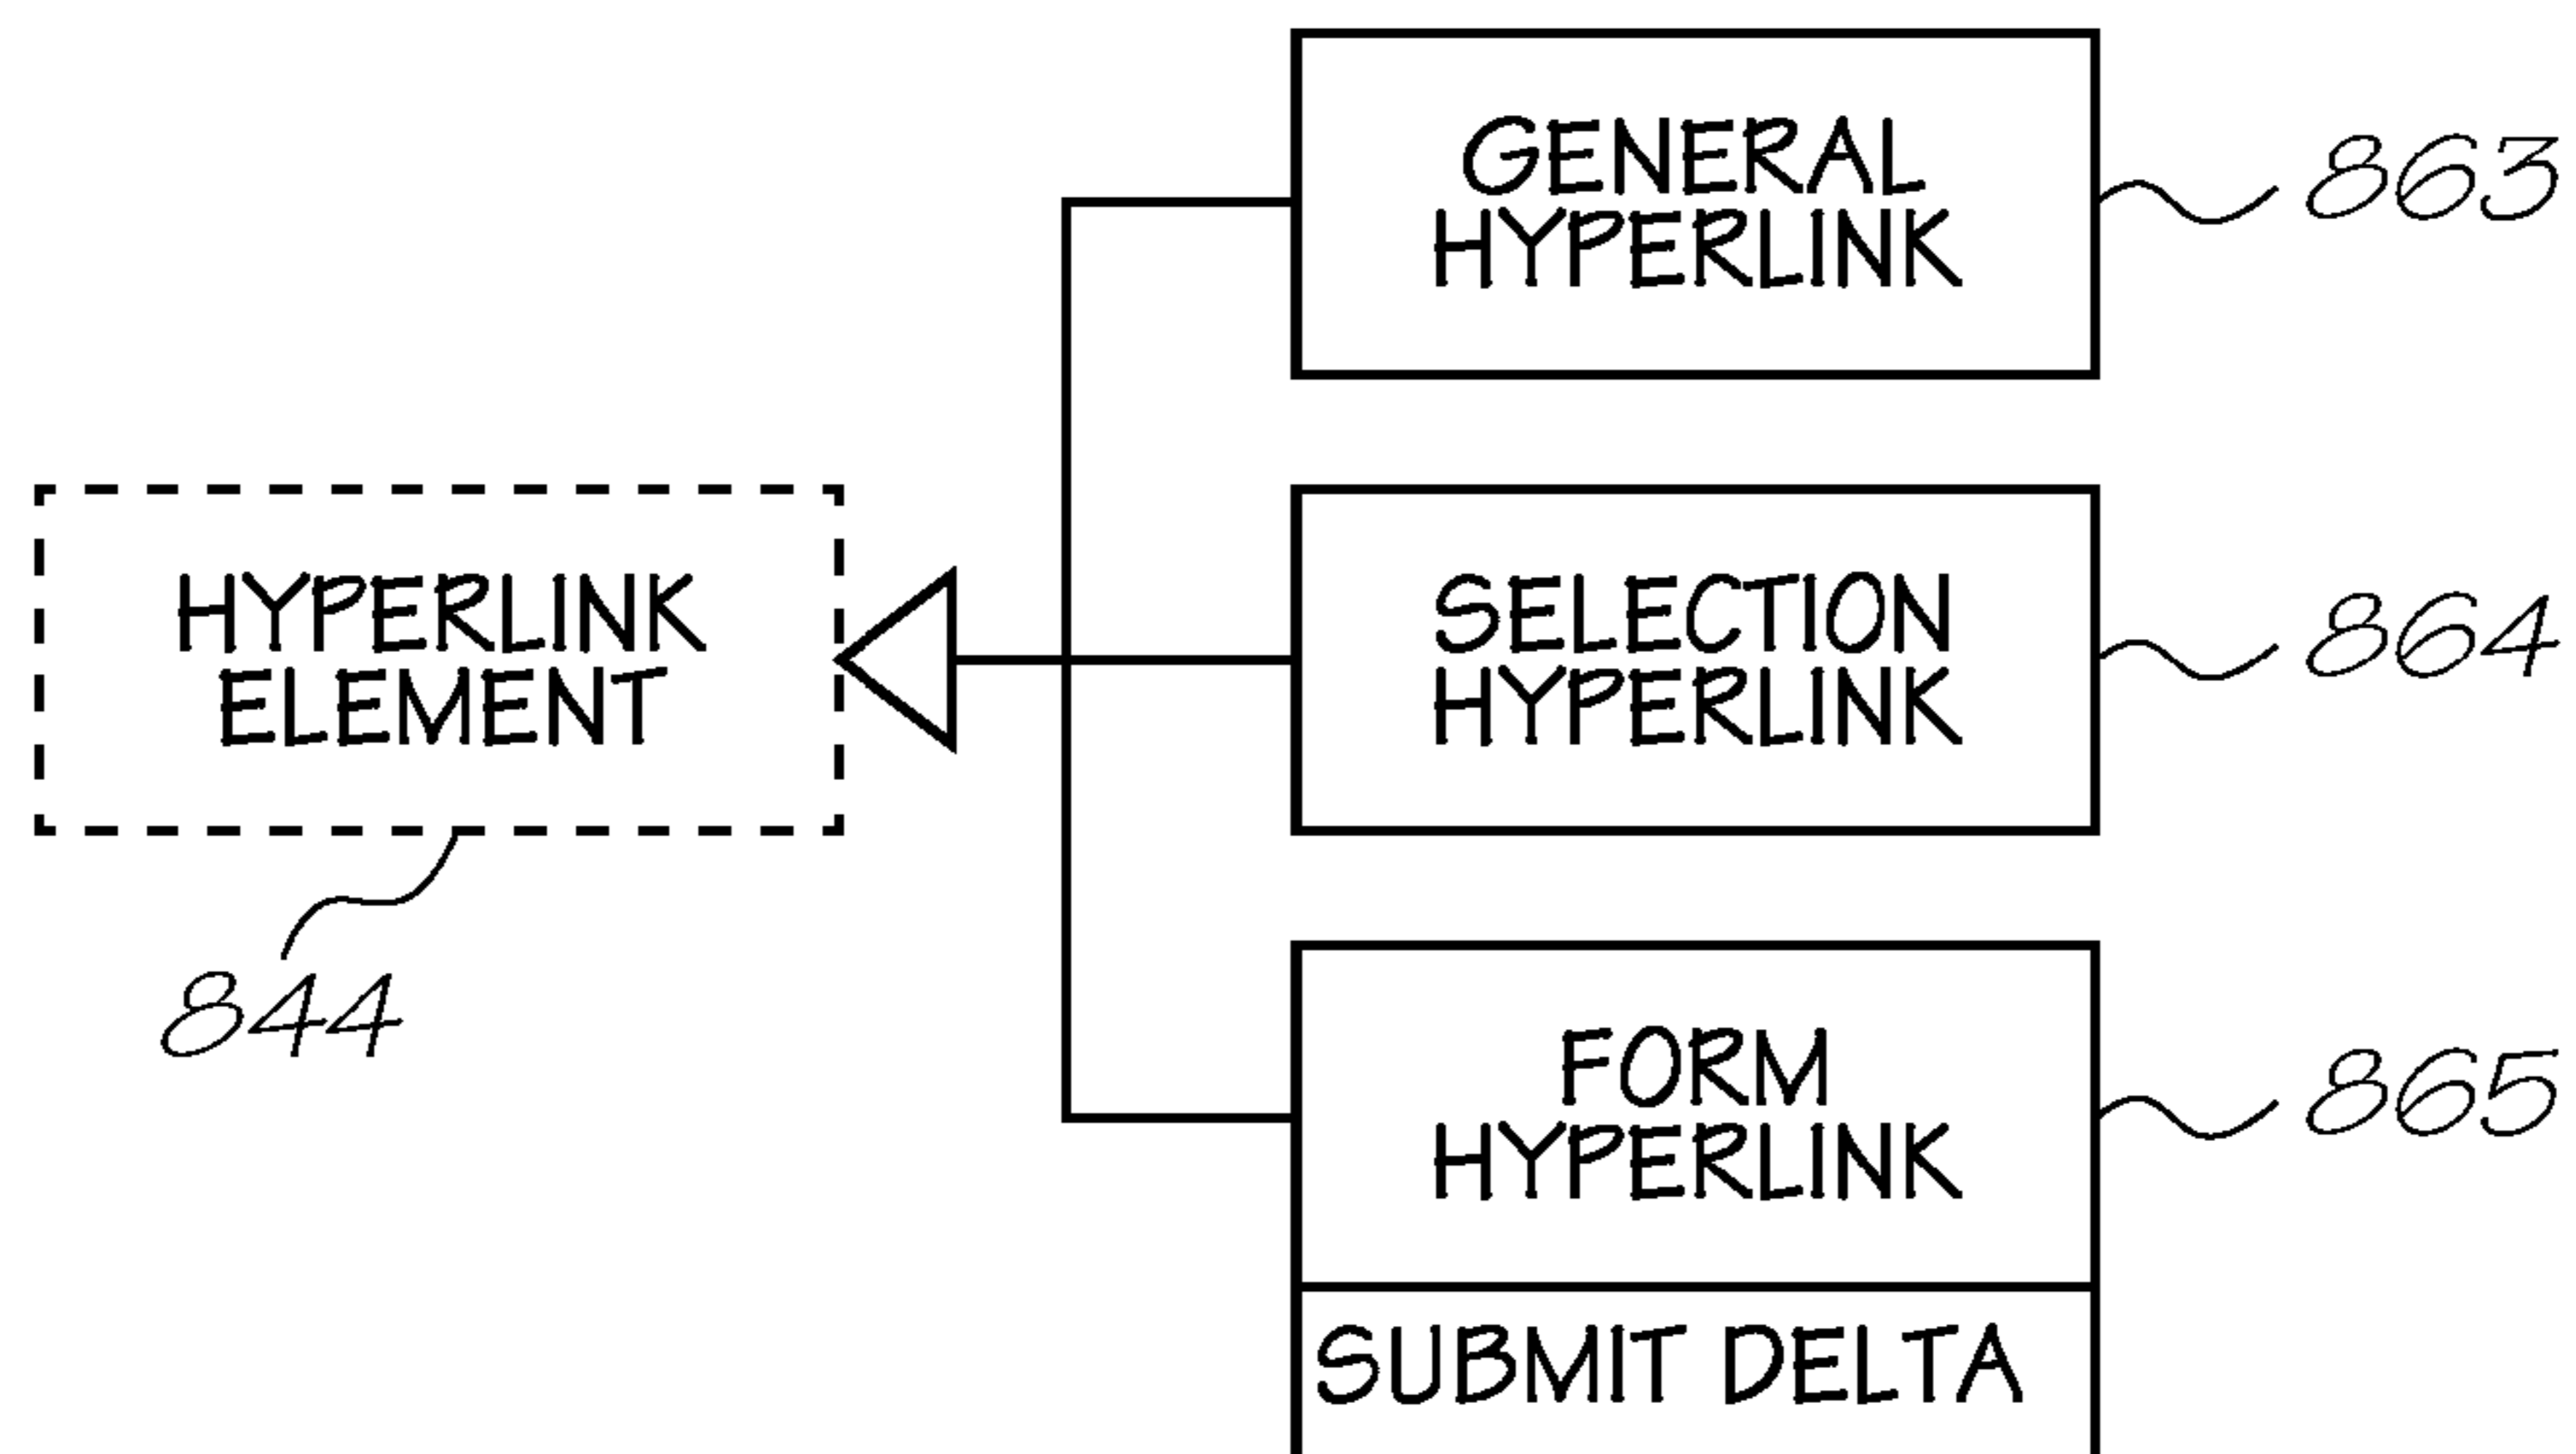 GENERAL
HYPERLINK
863
HYPERLINK
ELEMENT
844
SELECTION
HYPERLINK
864
FORM
HYPERLINK
865
SUBMIT DELTA